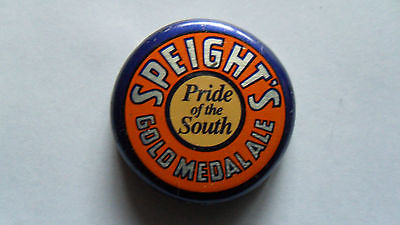 SPEIGHT'S
Pride
of the
South
GOLD MEDAL ALE